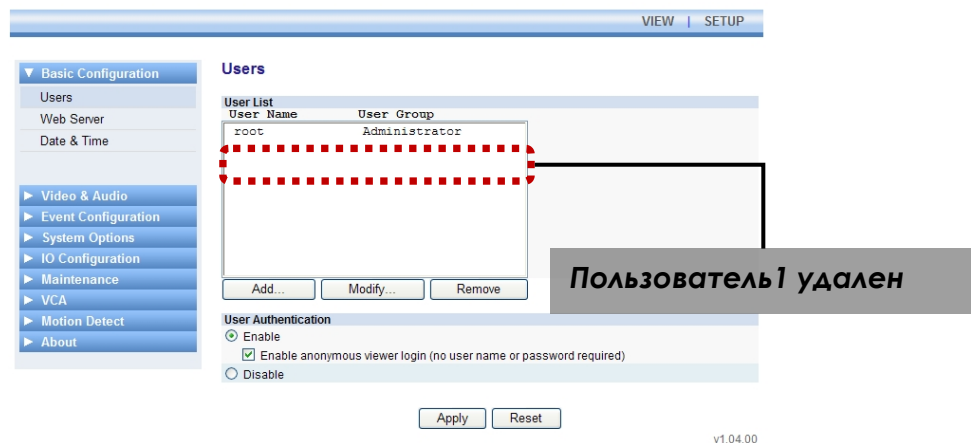 VIEW | SETUP
Basic Configuration
Users
Web Server
Date & Time
Video & Audio
Event Configuration
System Options
IO Configuration
Maintenance
VCA
Motion Detect
About
Users
User List
User Name User Group
root Administrator
Add... Modify... Remove
Пользователь1 удален
User Authentication
Enable
Enable anonymous viewer login (no user name or password required)
Disable
Apply Reset
v1.04.00